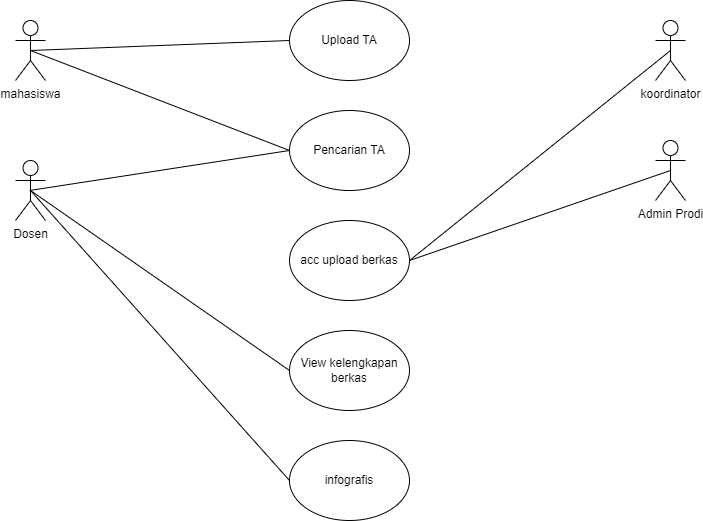 Upload TA
mahasiswa
koordinator
Pencarian TA
Dosen
Admin Prodi
acc upload berkas
View kelengkapan
berkas
infografis